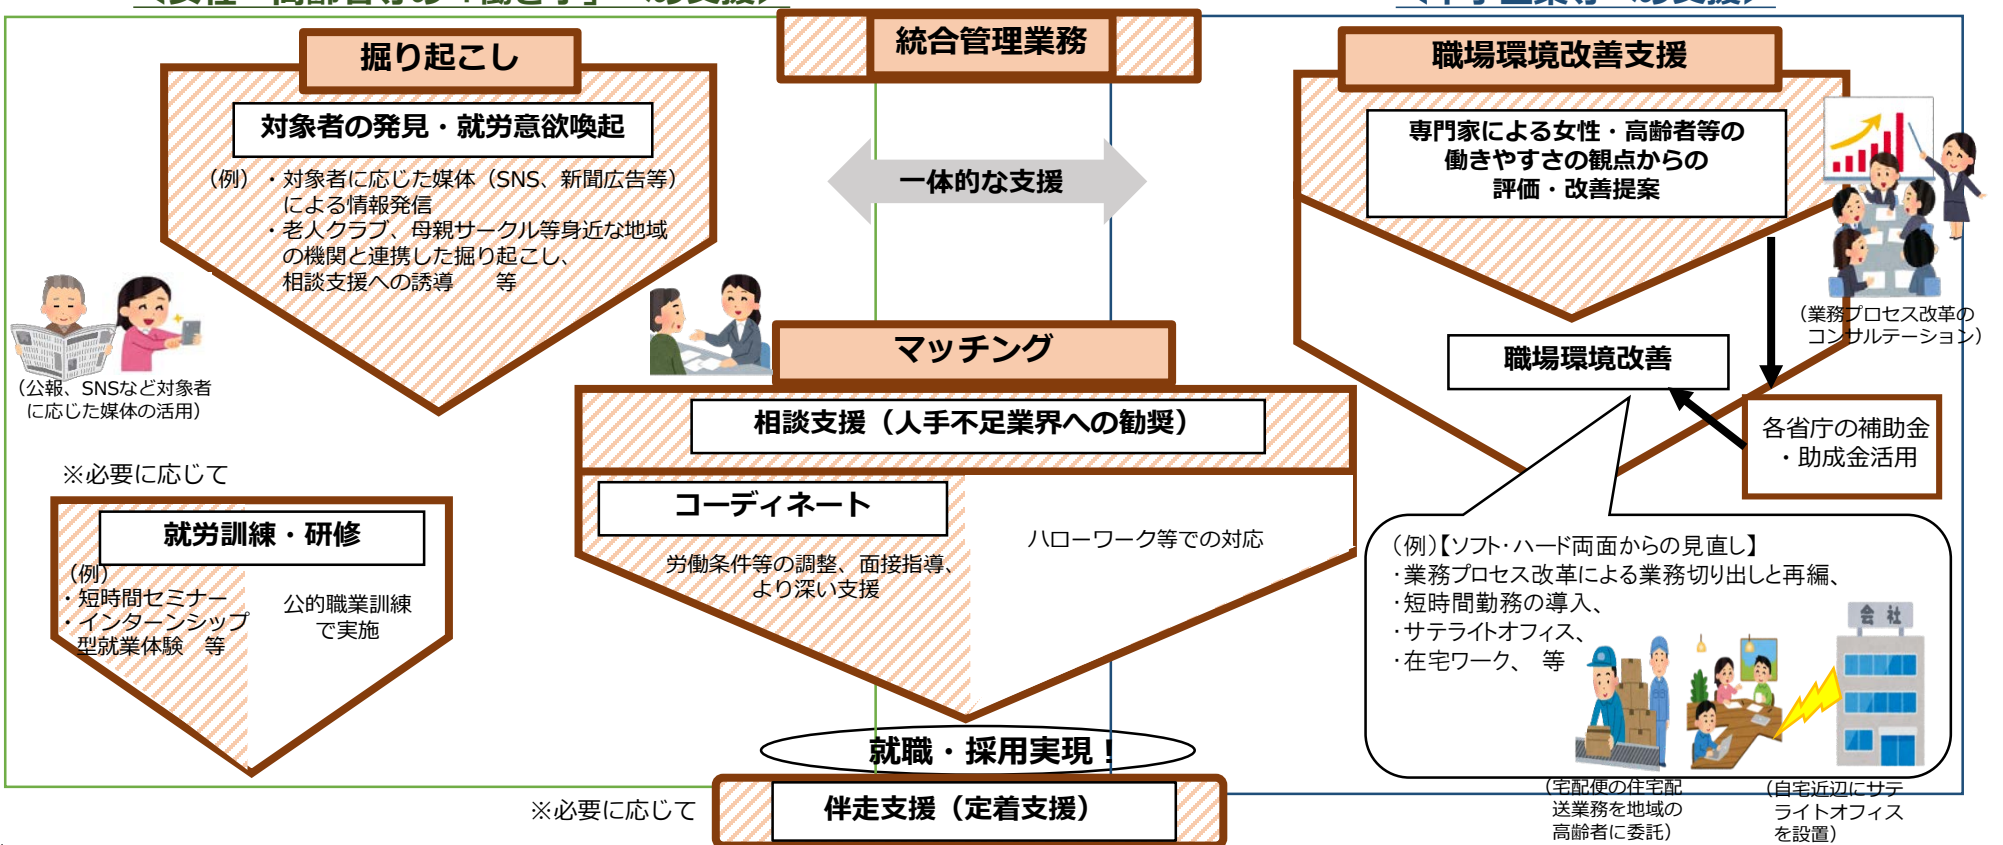 統合管理業務
掘り起こし
対象者の発見・就労意欲喚起
（例）・対象者に応じた媒体（SNS、新聞広告等）
による情報発信
・老人クラブ、母親サークル等身近な地域
の機関と連携した掘り起こし、
相談支援への誘導　等
（公報、SNSなど対象者
に応じた媒体の活用）
※必要に応じて
就労訓練・研修
（例）
・短時間セミナー
・インターンシップ
型就業体験　等
公的職業訓練
で実施
一体的な支援
マッチング
相談支援（人手不足業界への勧奨）
コーディネート
労働条件等の調整、面接指導、
より深い支援
ハローワーク等での対応
就職・採用実現！
※必要に応じて
伴走支援（定着支援）
職場環境改善支援
専門家による女性・高齢者等の
働きやすさの観点からの
評価・改善提案
（業務プロセス改革の
コンサルテーション）
職場環境改善
各省庁の補助金
・助成金活用
（例）【ソフト・ハード両面からの見直し】
・業務プロセス改革による業務切り出しと再編、
・短時間勤務の導入、
・サテライトオフィス、
・在宅ワーク、　等
会社
（宅配便の住宅配
送業務を地域の
高齢者に委託）
（自宅近辺にサテ
ライトオフィス
を設置）